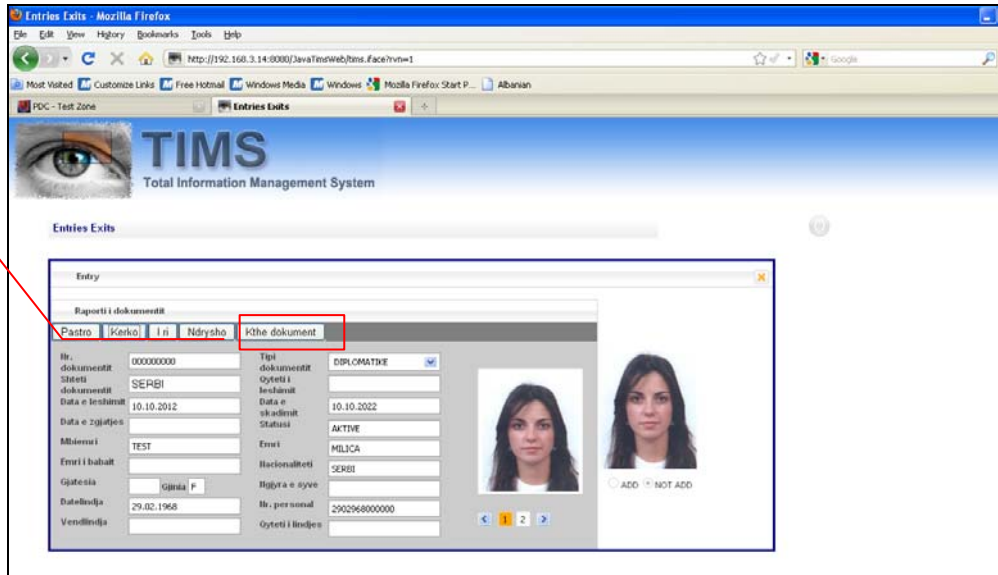 Entries Exits - Mozilla Firefox
File Edit View History Bookmarks Tools Help
http://192.168.3.14:8080/JavaTimsWeb/tims.iface?rvn=1
Google
Most Visited Customize Links Free Hotmail Windows Media Windows Mozilla Firefox Start P... Albanian
PDC - Test Zone Entries Exits
TIMS
Total Information Management System
Entries Exits
Entry
Raporti i dokumentit
Pastro Kerko I ri Ndrysho Kthe dokument
Nr. dokumentit 000000000 Tipi dokumentit DIPLOMATIKE
Shteti dokumentit SERBI Qyteti i leshimit
Data e leshimit 10.10.2012 Data e skadimit 10.10.2022
Data e zgjatjes Statusi AKTIVE
Mbiemri TEST Emri MILICA
Emri i babait Nacionaliteti SERBI
Gjatesia Gjinia F Ngjyra e syve
Datelindja 29.02.1968 Nr. personal 2902968000000
Vendlindja Qyteti i lindjes
1 2
ADD NOT ADD